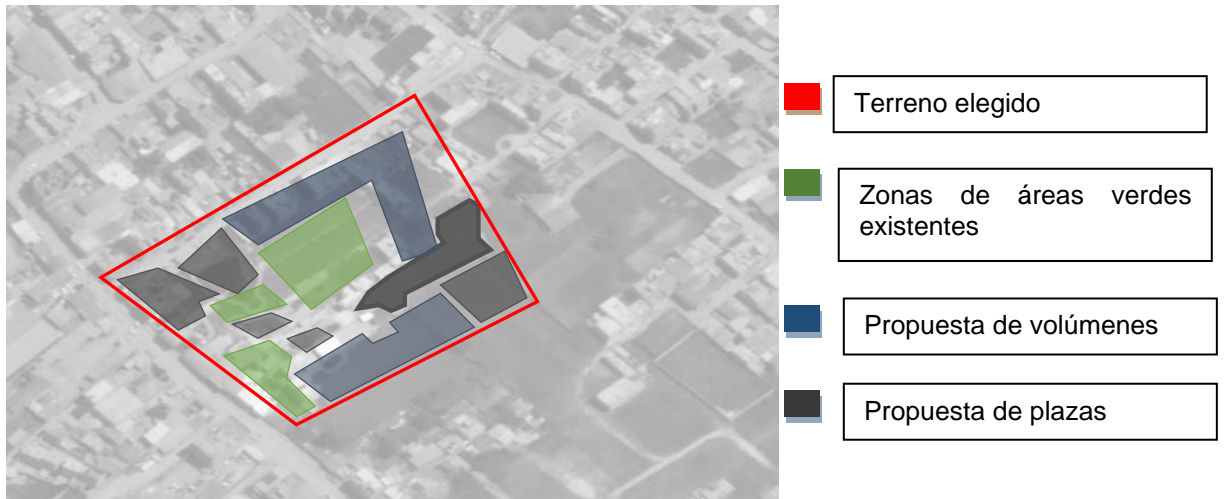 Terreno elegido
Zonas de áreas verdes
existentes
Propuesta de volúmenes
Propuesta de plazas